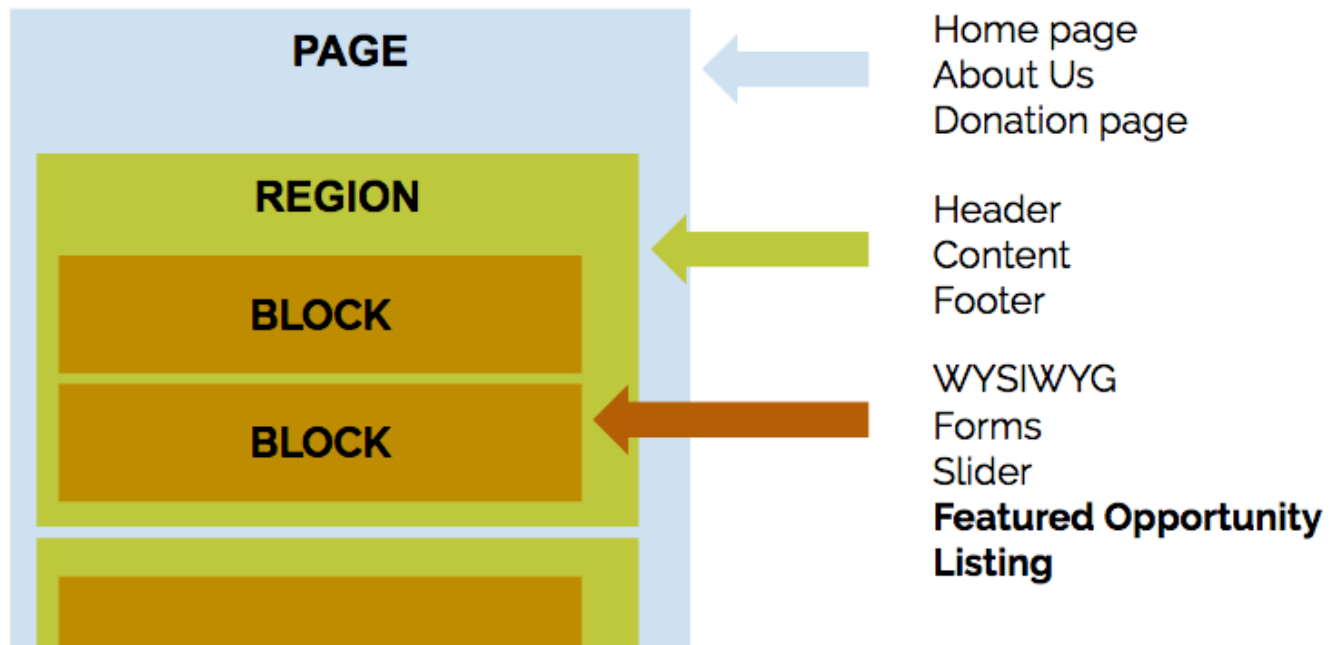 PAGE
Home page
About Us
Donation page
REGION
Header
Content
Footer
BLOCK
BLOCK
WYSIWYG
Forms
Slider
Featured Opportunity
Listing